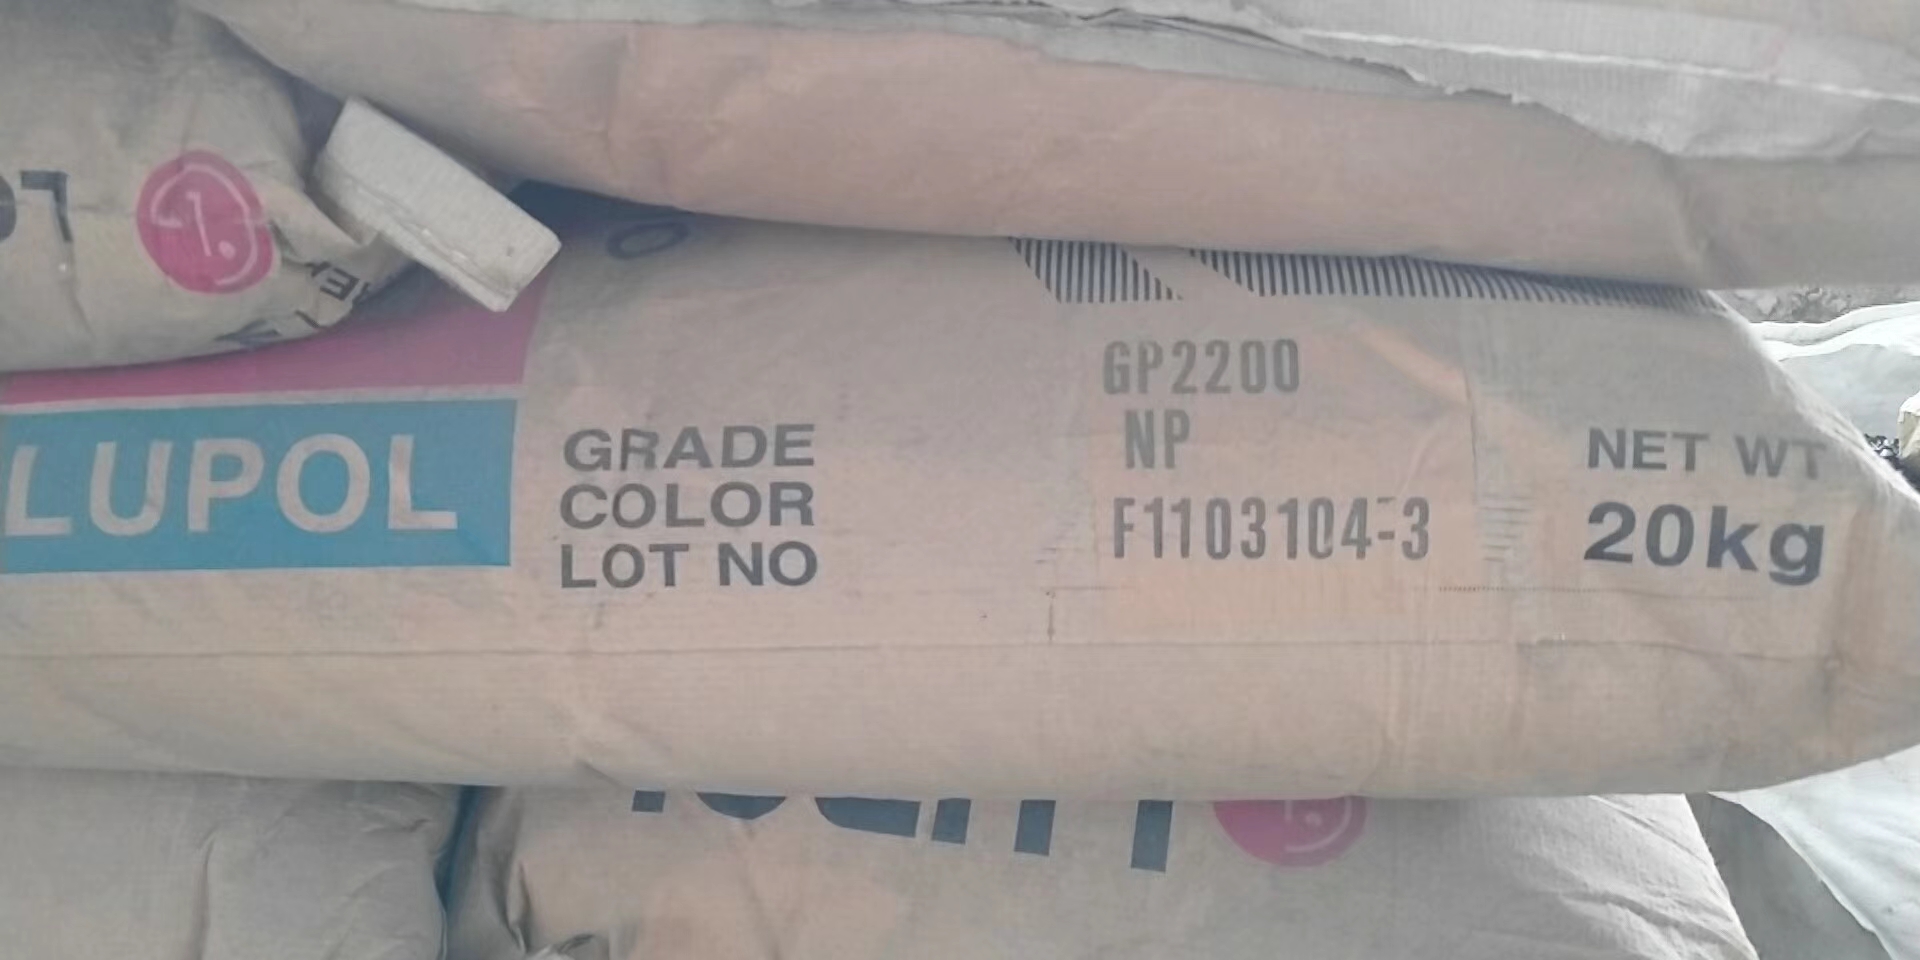 GP2200
NP
F1103104-3
LUPOL
GRADE
COLOR
LOT NO
NET WT
20kg